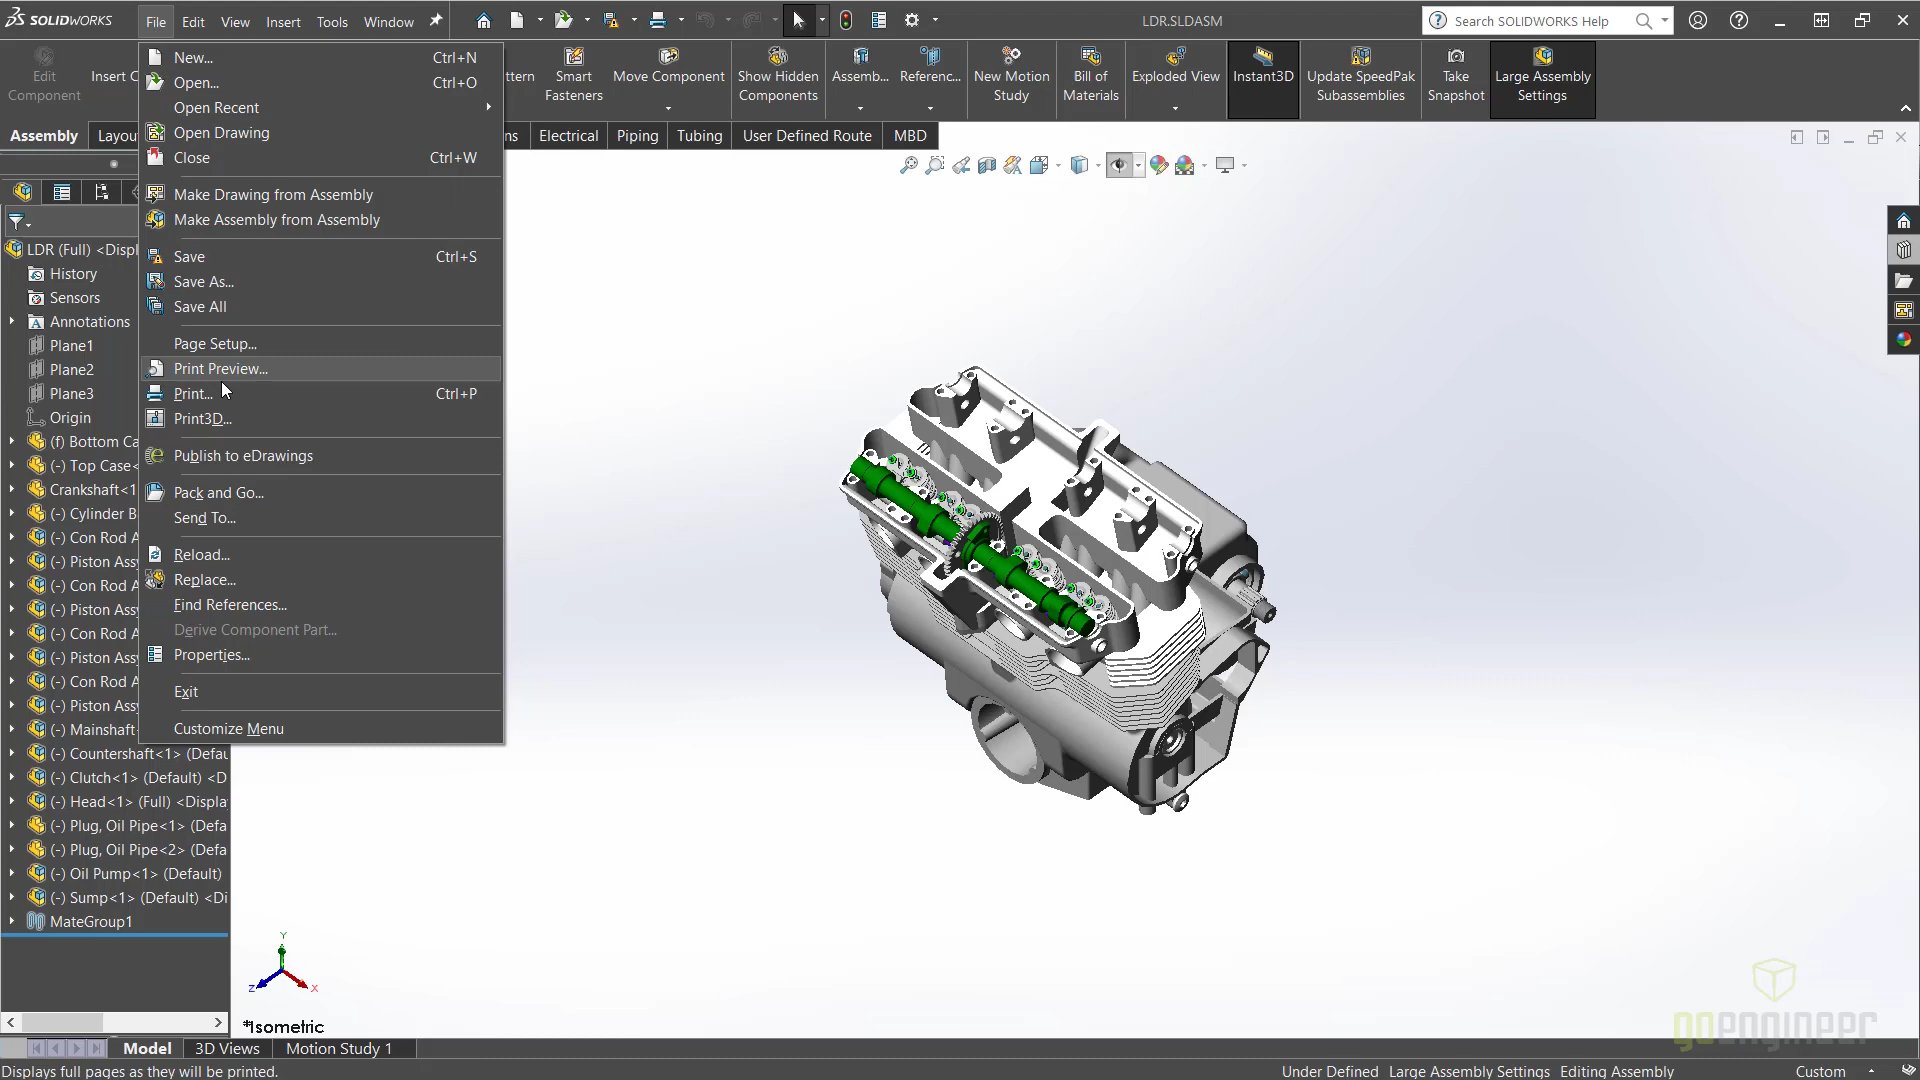 SOLIDWORKS File Edit View Insert Tools Window LDR.SLDASM Search SOLIDWORKS Help
Edit Component
Insert C
ttern
Smart Fasteners
Move Component
Show Hidden Components
Assemb...
Referenc...
New Motion Study
Bill of Materials
Exploded View
Instant3D
Update SpeedPak Subassemblies
Take Snapshot
Large Assembly Settings
Assembly Layou ns Electrical Piping Tubing User Defined Route MBD
New... Ctrl+N
Open... Ctrl+O
Open Recent
Open Drawing
Close Ctrl+W
Make Drawing from Assembly
Make Assembly from Assembly
Save Ctrl+S
Save As...
Save All
Page Setup...
Print Preview...
Print... Ctrl+P
Print3D...
Publish to eDrawings
Pack and Go...
Send To...
Reload...
Replace...
Find References...
Derive Component Part...
Properties...
Exit
Customize Menu
LDR (Full) <Displ
History
Sensors
Annotations
Plane1
Plane2
Plane3
Origin
(f) Bottom Ca
(-) Top Case<
Crankshaft<1
(-) Cylinder B
(-) Con Rod A
(-) Piston Assy
(-) Con Rod A
(-) Piston Assy
(-) Con Rod A
(-) Piston Assy
(-) Con Rod A
(-) Piston Assy
(-) Mainshaft
(-) Countershaft<1> (Defau
(-) Clutch<1> (Default) <D
(-) Head<1> (Full) <Displa
(-) Plug, Oil Pipe<1> (Defa
(-) Plug, Oil Pipe<2> (Defa
(-) Oil Pump<1> (Default)
(-) Sump<1> (Default) <Di
MateGroup1
Y
Z X
*Isometric
goengineer
Model 3D Views Motion Study 1
Displays full pages as they will be printed. Under Defined Large Assembly Settings Editing Assembly Custom